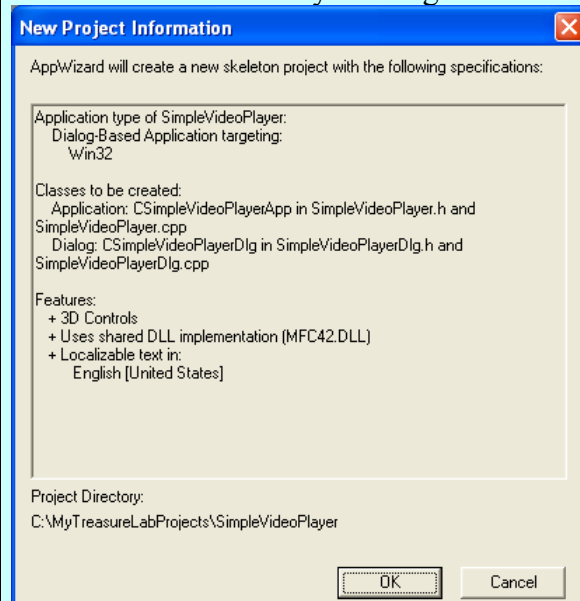 New Project Information
AppWizard will create a new skeleton project with the following specifications:
Application type of SimpleVideoPlayer:
Dialog-Based Application targeting:
Win32
Classes to be created:
Application: CSimpleVideoPlayerApp in SimpleVideoPlayer.h and
SimpleVideoPlayer.cpp
Dialog: CSimpleVideoPlayerDlg in SimpleVideoPlayerDlg.h and
SimpleVideoPlayerDlg.cpp
Features:
+ 3D Controls
+ Uses shared DLL implementation (MFC42.DLL)
+ Localizable text in:
English [United States]
Project Directory:
C:\MyTreasureLabProjects\SimpleVideoPlayer
OK Cancel